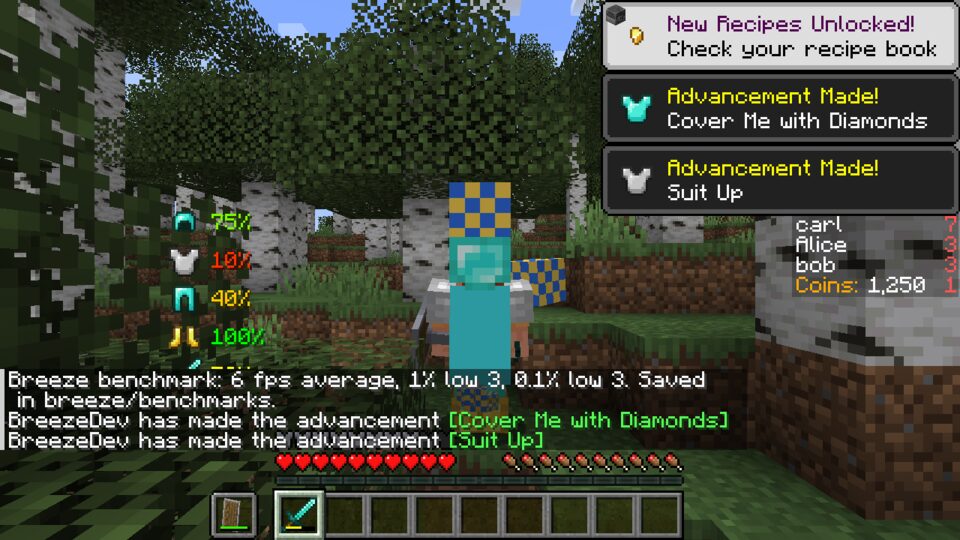 New Recipes Unlocked!
Check your recipe book
Advancement Made!
Cover Me with Diamonds
Advancement Made!
Suit Up
carl 7
Alice 3
bob 3
Coins: 1,250 1
75%
10%
40%
100%
Breeze benchmark: 6 fps average, 1% low 3, 0.1% low 3. Saved
in breeze/benchmarks.
BreezeDev has made the advancement [Cover Me with Diamonds]
BreezeDev has made the advancement [Suit Up]